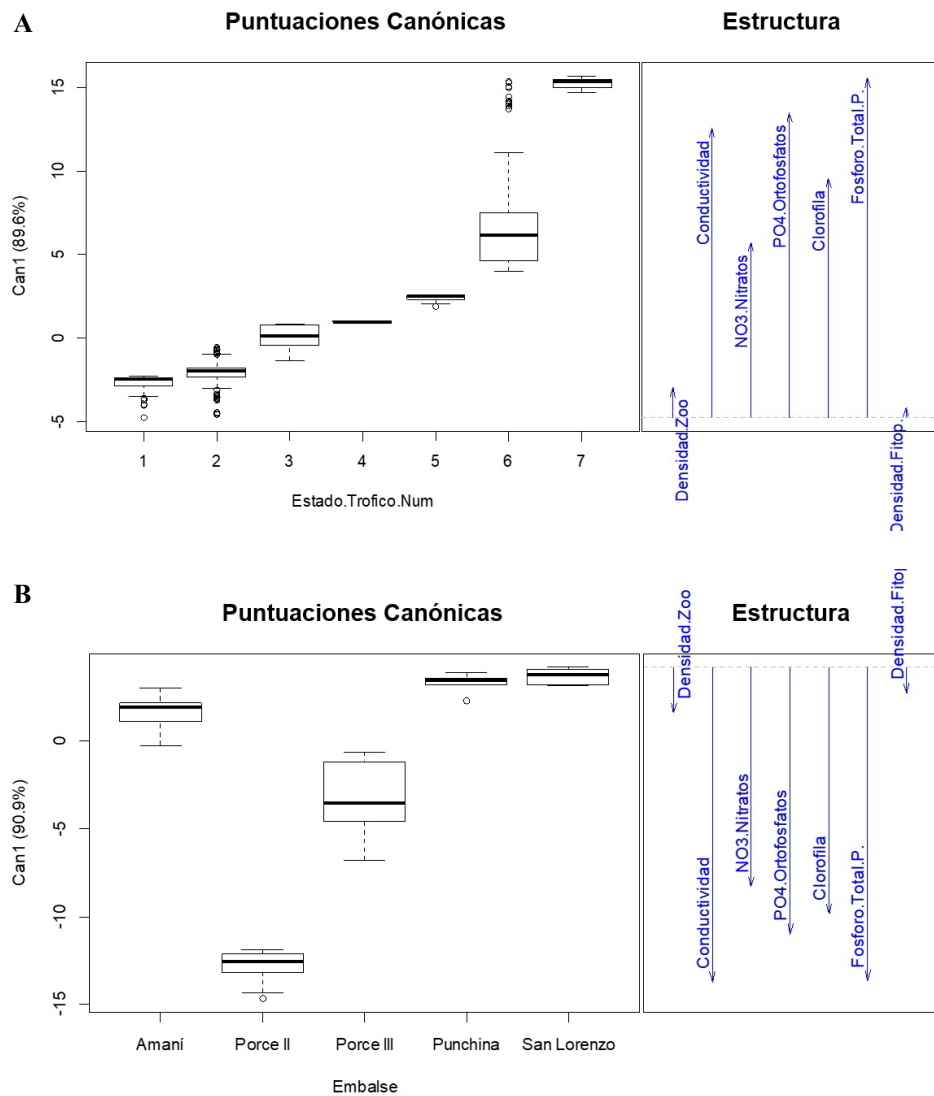 A
Puntuaciones Canónicas
Estructura
Can1 (89.6%)
15
10
5
0
-5
1 2 3 4 5 6 7
Estado.Trofico.Num
Densidad.Zoo
Conductividad
NO3.Nitratos
PO4.Ortofosfatos
Clorofila
Fosforo.Total.P.
Densidad.Fitop.
B
Puntuaciones Canónicas
Estructura
Can1 (90.9%)
0
-5
-10
-15
Amaní Porce II Porce III Punchina San Lorenzo
Embalse
Densidad.Zoo
Conductividad
NO3.Nitratos
PO4.Ortofosfatos
Clorofila
Fosforo.Total.P.
Densidad.Fitop